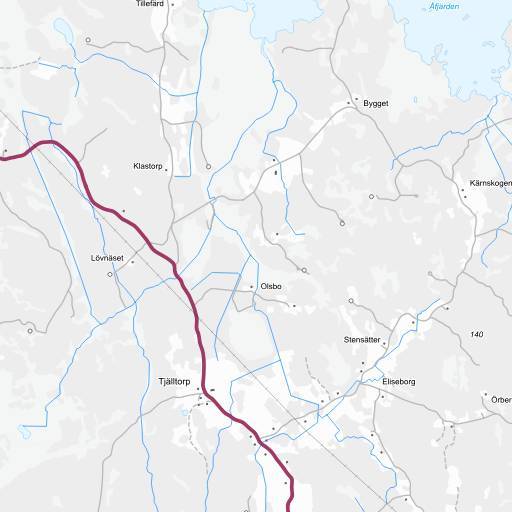 Tillefärd
Åfjärden
Bygget
Klastorp
Kärnskogen
Lövnäset
Olsbo
140
Stensätter
Tjälltorp
Eliseborg
Örber